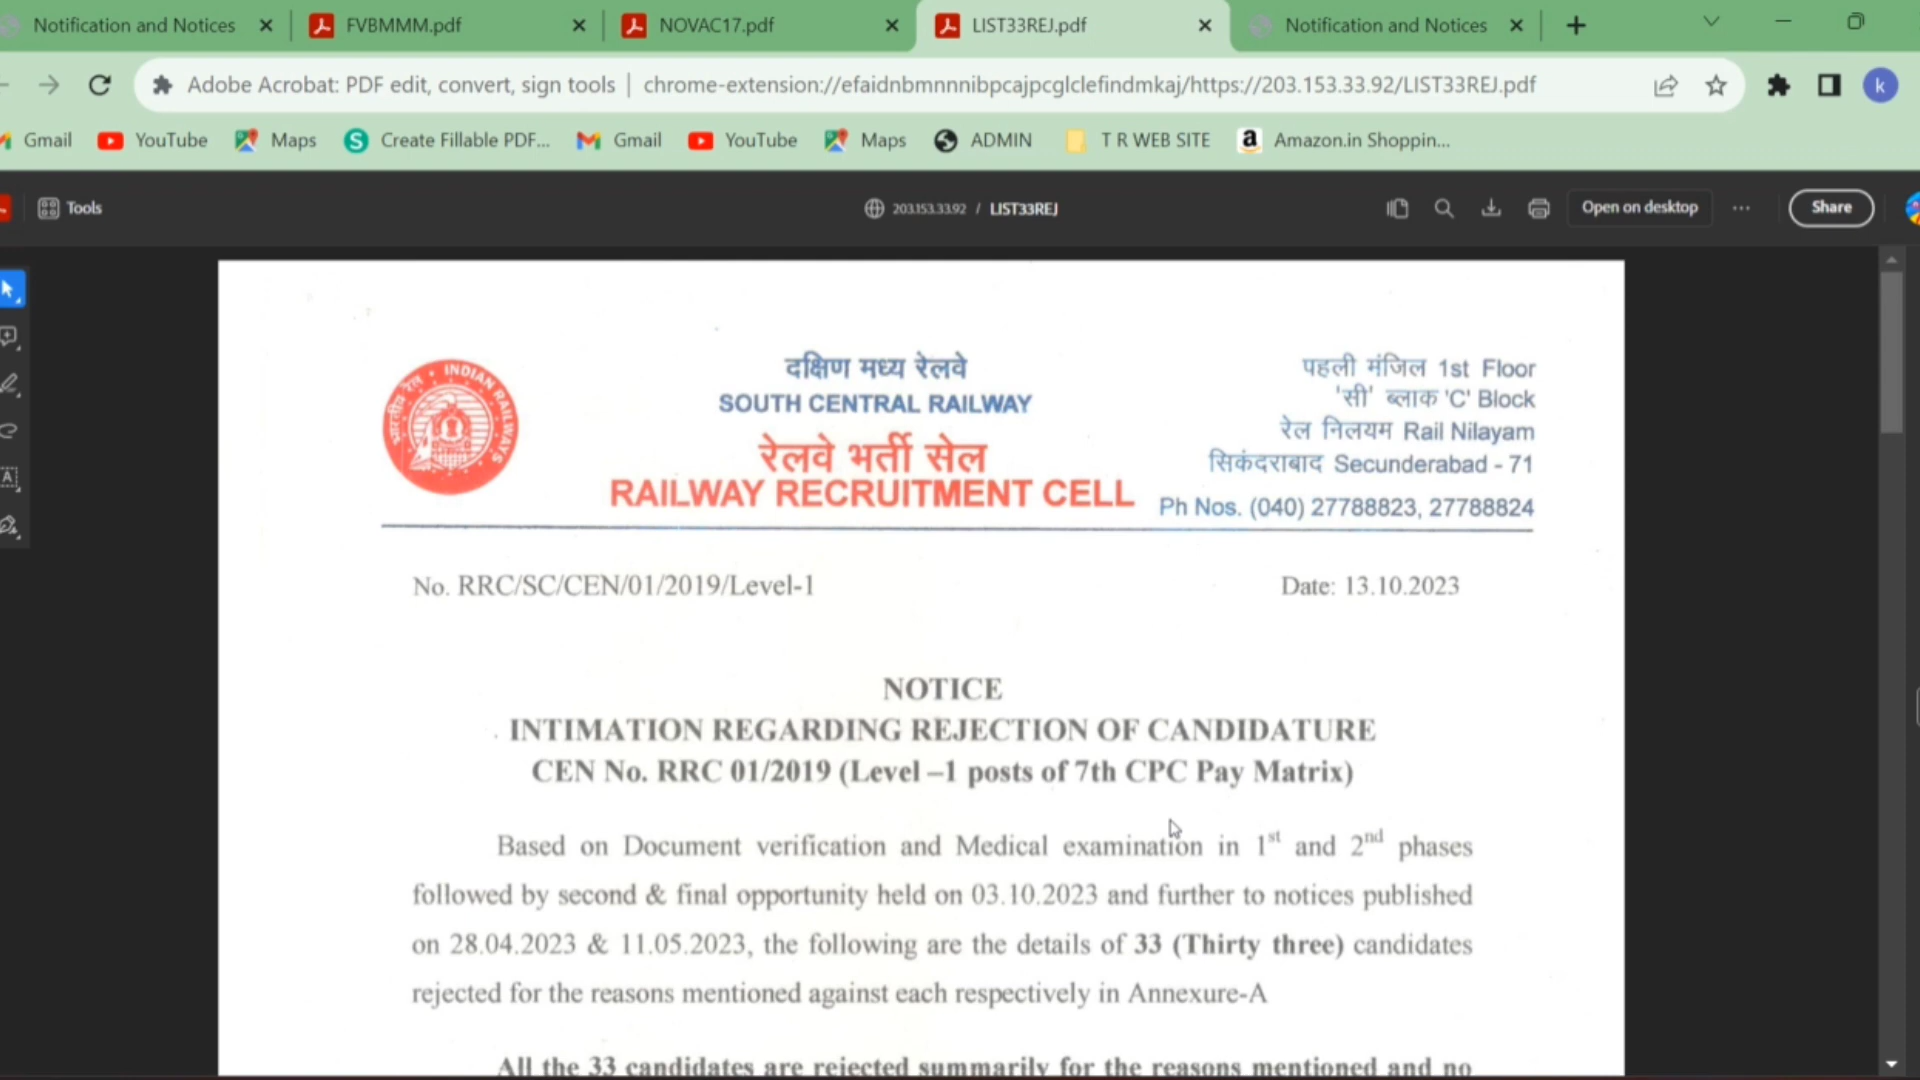 Notification and Notices
FVBMMM.pdf
NOVAC17.pdf
LIST33REJ.pdf
Notification and Notices
Adobe Acrobat: PDF edit, convert, sign tools | chrome-extension://efaidnbmnnnibpcajpcglclefindmkaj/https://203.153.33.92/LIST33REJ.pdf
k
Gmail
YouTube
Maps
S
Create Fillable PDF...
Gmail
YouTube
Maps
ADMIN
T R WEB SITE
a
Amazon.in Shoppin...
Tools
203.153.33.92 / LIST33REJ
Open on desktop
Share
भारतीय रेल • INDIAN RAILWAYS
दक्षिण मध्य रेलवे
SOUTH CENTRAL RAILWAY
रेलवे भर्ती सेल
RAILWAY RECRUITMENT CELL
पहली मंजिल 1st Floor
'सी' ब्लाक 'C' Block
रेल निलयम Rail Nilayam
सिकंदराबाद Secunderabad - 71
Ph Nos. (040) 27788823, 27788824
No. RRC/SC/CEN/01/2019/Level-1
Date: 13.10.2023
NOTICE
INTIMATION REGARDING REJECTION OF CANDIDATURE
CEN No. RRC 01/2019 (Level –1 posts of 7th CPC Pay Matrix)
Based on Document verification and Medical examination in 1st and 2nd phases
followed by second & final opportunity held on 03.10.2023 and further to notices published
on 28.04.2023 & 11.05.2023, the following are the details of 33 (Thirty three) candidates
rejected for the reasons mentioned against each respectively in Annexure-A
All the 33 candidates are rejected summarily for the reasons mentioned and no